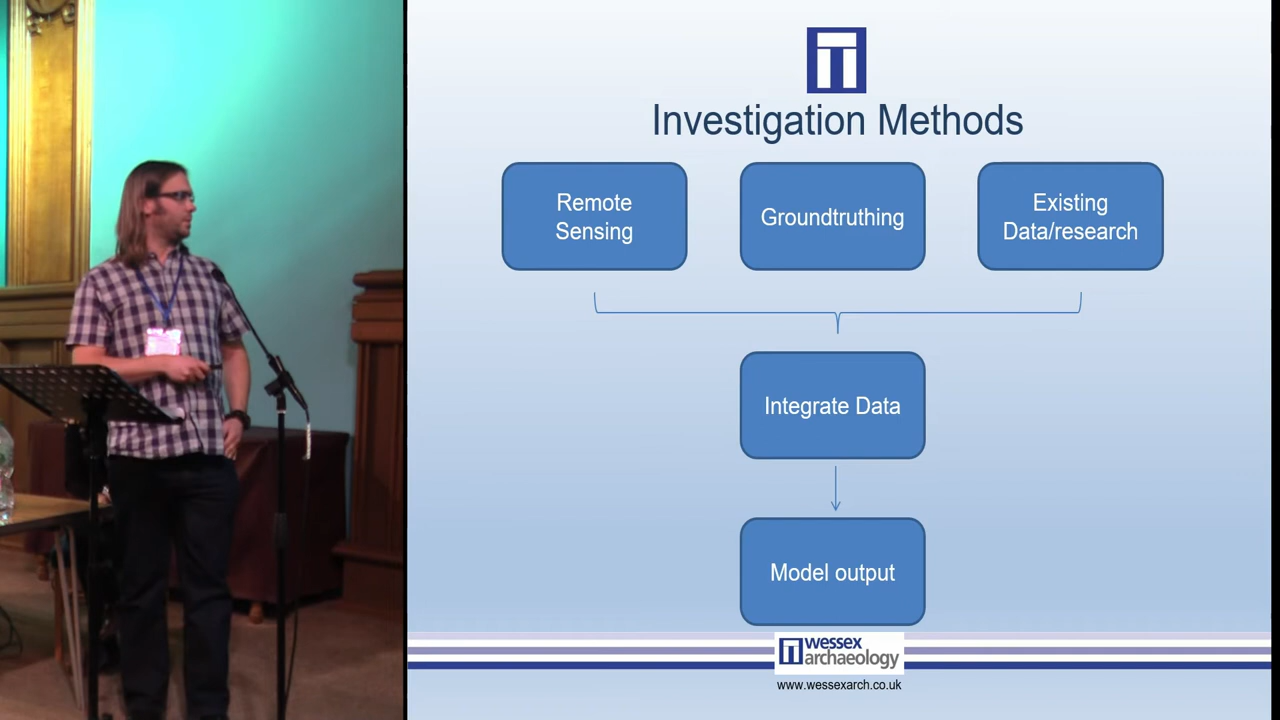 Investigation Methods
Remote
Sensing
Groundtruthing
Existing
Data/research
Integrate Data
Model output
wessex
archaeology
www.wessexarch.co.uk